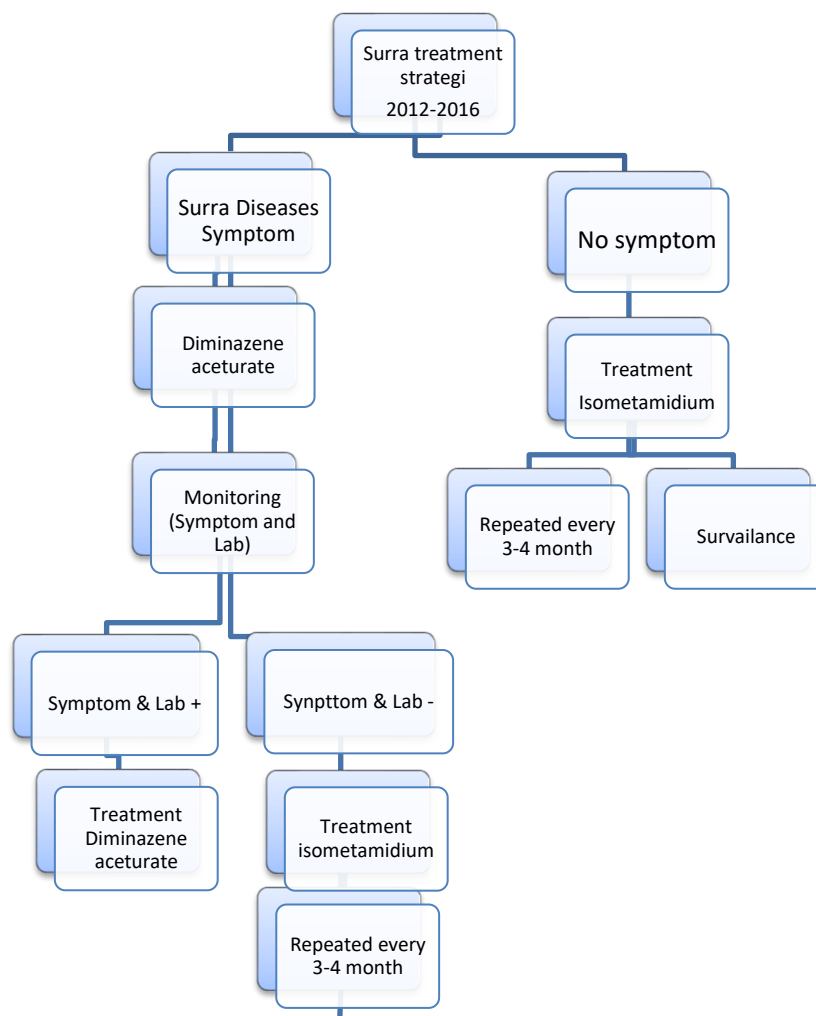 Surra treatment
strategi
2012-2016
Surra Diseases
Symptom
No symptom
Diminazene
aceturate
Treatment
Isometamidium
Monitoring
(Symptom and
Lab)
Repeated every
3-4 month
Survailance
Symptom & Lab +
Synpttom & Lab -
Treatment
Diminazene
aceturate
Treatment
isometamidium
Repeated every
3-4 month